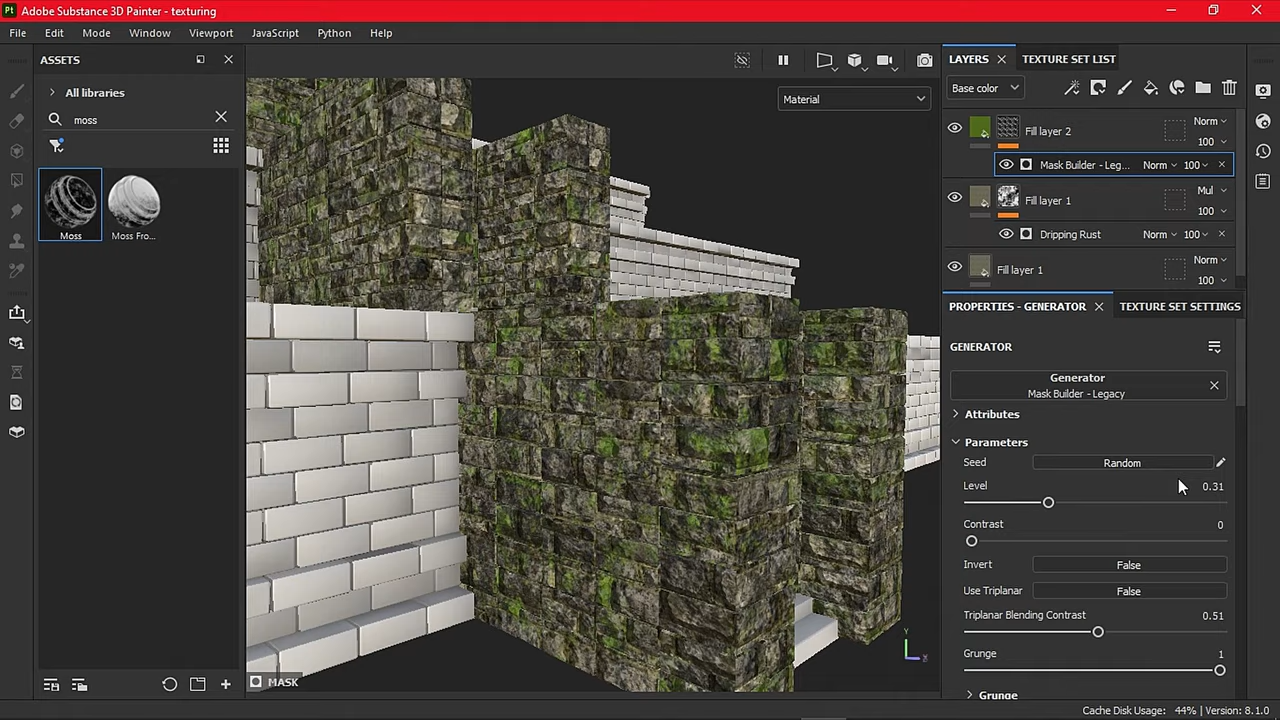 Pt Adobe Substance 3D Painter - texturing
File Edit Mode Window Viewport JavaScript Python Help
ASSETS
All libraries
moss
Moss
Moss Fro...
Material
LAYERS
TEXTURE SET LIST
Base color
Fill layer 2
Norm
100
Mask Builder - Leg... Norm 100
Fill layer 1
Mul
100
Dripping Rust Norm 100
Fill layer 1
Norm
100
PROPERTIES - GENERATOR
TEXTURE SET SETTINGS
GENERATOR
Generator
Mask Builder - Legacy
Attributes
Parameters
Seed Random
Level 0.31
Contrast 0
Invert False
Use Triplanar False
Triplanar Blending Contrast 0.51
Grunge 1
Grunge
MASK
Y
Cache Disk Usage: 44% | Version: 8.1.0